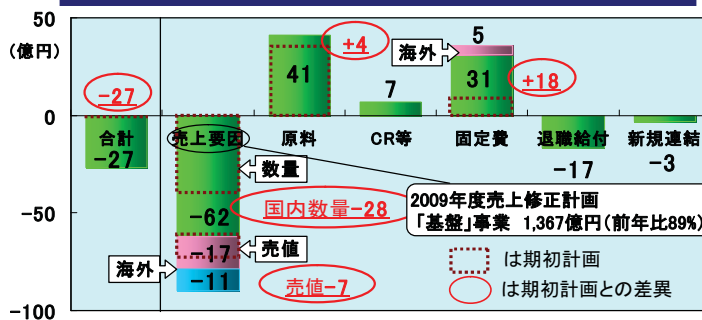 50
(億円)
0
-50
-100
-27
合計
-27
売上要因
数量
-62
国内数量-28
-17
売値
海外
-11
売値-7
原料
41
+4
CR等
7
固定費
海外
5
31
+18
退職給付
-17
新規連結
-3
2009年度売上修正計画
「基盤」事業 1,367億円(前年比89%)
は期初計画
は期初計画との差異